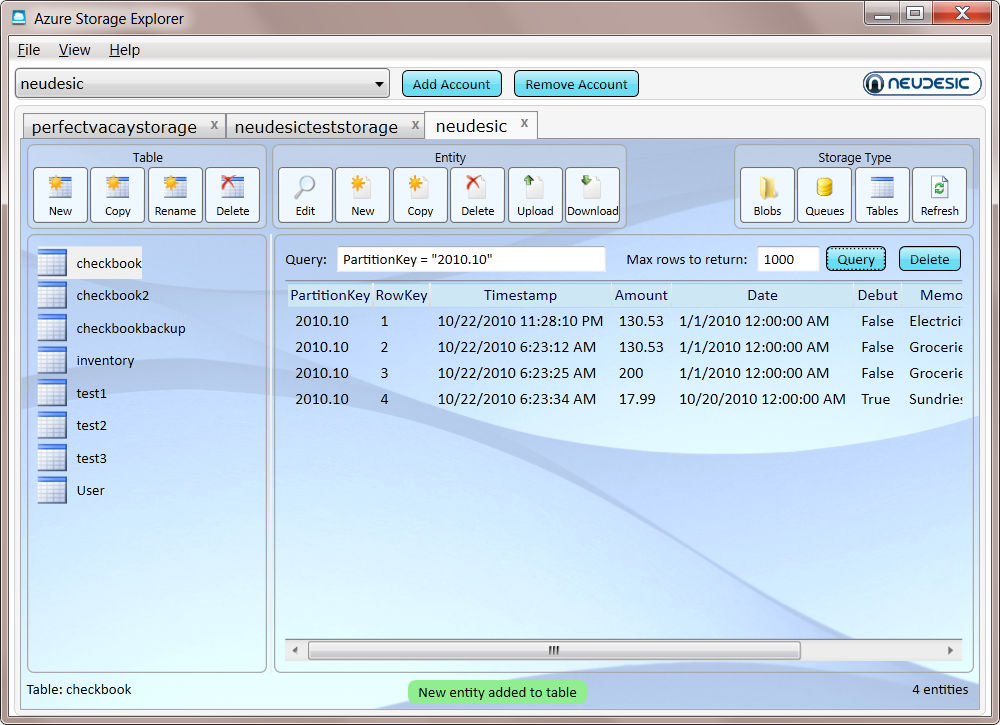 Azure Storage Explorer
File View Help
neudesic Add Account Remove Account NEUDESIC
perfectvacaystorage x neudesicteststorage x neudesic x
Table Entity Storage Type
New Copy Rename Delete Edit New Copy Delete Upload Download Blobs Queues Tables Refresh
checkbook
checkbook2
checkbookbackup
inventory
test1
test2
test3
User
Query: PartitionKey = "2010.10" Max rows to return: 1000 Query Delete
PartitionKey RowKey Timestamp Amount Date Debut Memo
2010.10 1 10/22/2010 11:28:10 PM 130.53 1/1/2010 12:00:00 AM False Electrici
2010.10 2 10/22/2010 6:23:12 AM 130.53 1/1/2010 12:00:00 AM False Grocerie
2010.10 3 10/22/2010 6:23:25 AM 200 1/1/2010 12:00:00 AM False Grocerie
2010.10 4 10/22/2010 6:23:34 AM 17.99 10/20/2010 12:00:00 AM True Sundries
Table: checkbook New entity added to table 4 entities